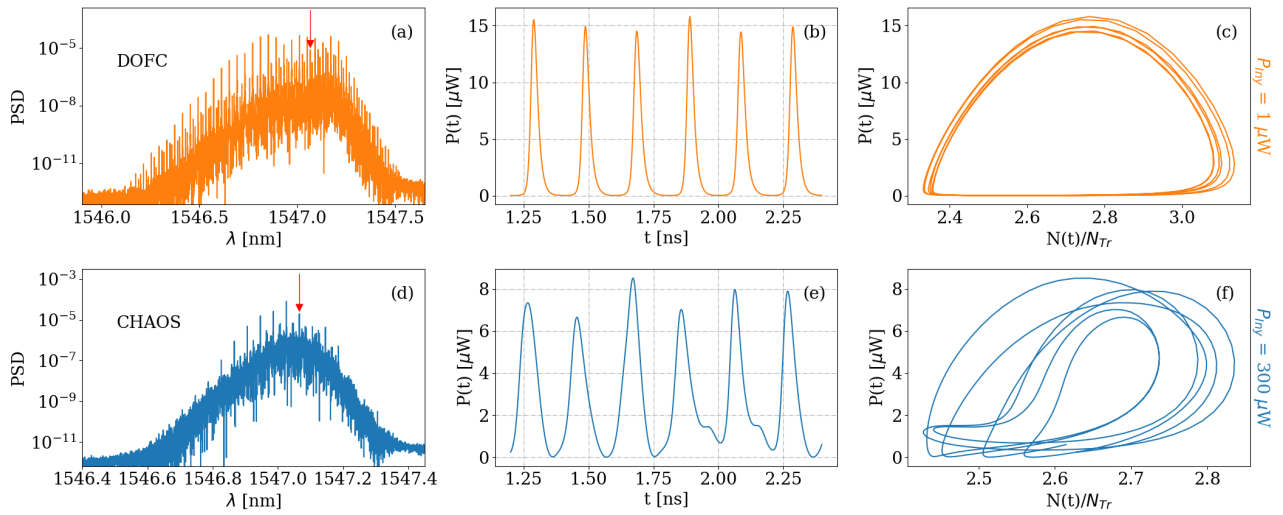 (a)
DOFC
PSD
10⁻⁵
10⁻⁸
10⁻¹¹
1546.0 1546.5 1547.0 1547.5
λ [nm]
(b)
P(t) [μW]
15
10
5
0
1.25 1.50 1.75 2.00 2.25
t [ns]
(c)
P(t) [μW]
15
10
5
0
2.4 2.6 2.8 3.0
N(t)/N_Tr
P_Iny = 1 μW
(d)
CHAOS
PSD
10⁻³
10⁻⁵
10⁻⁷
10⁻⁹
10⁻¹¹
1546.4 1546.6 1546.8 1547.0 1547.2 1547.4
λ [nm]
(e)
P(t) [μW]
8
6
4
2
0
1.25 1.50 1.75 2.00 2.25
t [ns]
(f)
P(t) [μW]
8
6
4
2
0
2.5 2.6 2.7 2.8
N(t)/N_Tr
P_Iny = 300 μW